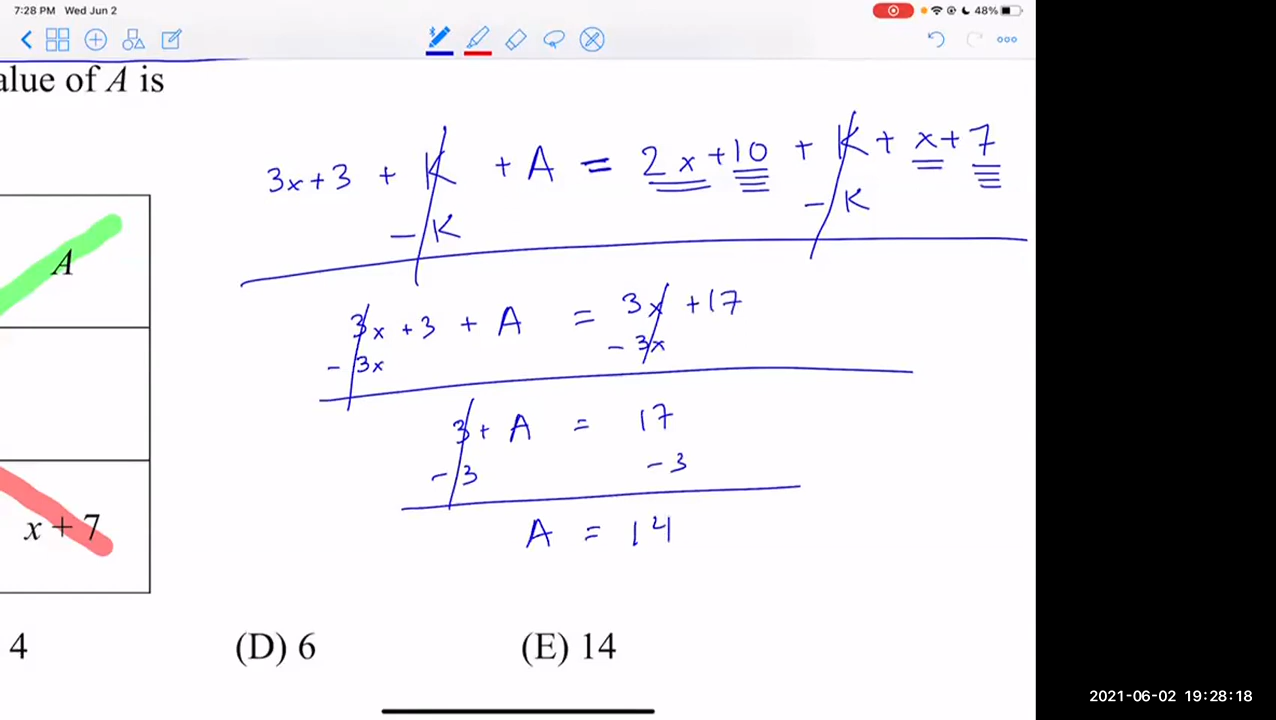 7:28 PM Wed Jun 2
48%
alue of A is
3x+3 + K + A = 2x+10 + K + x+7
- K - K
A
3x +3 + A = 3x +17
- 3x - 3x
3 + A = 17
- 3 - 3
A = 14
x + 7
4 (D) 6 (E) 14
2021-06-02 19:28:18